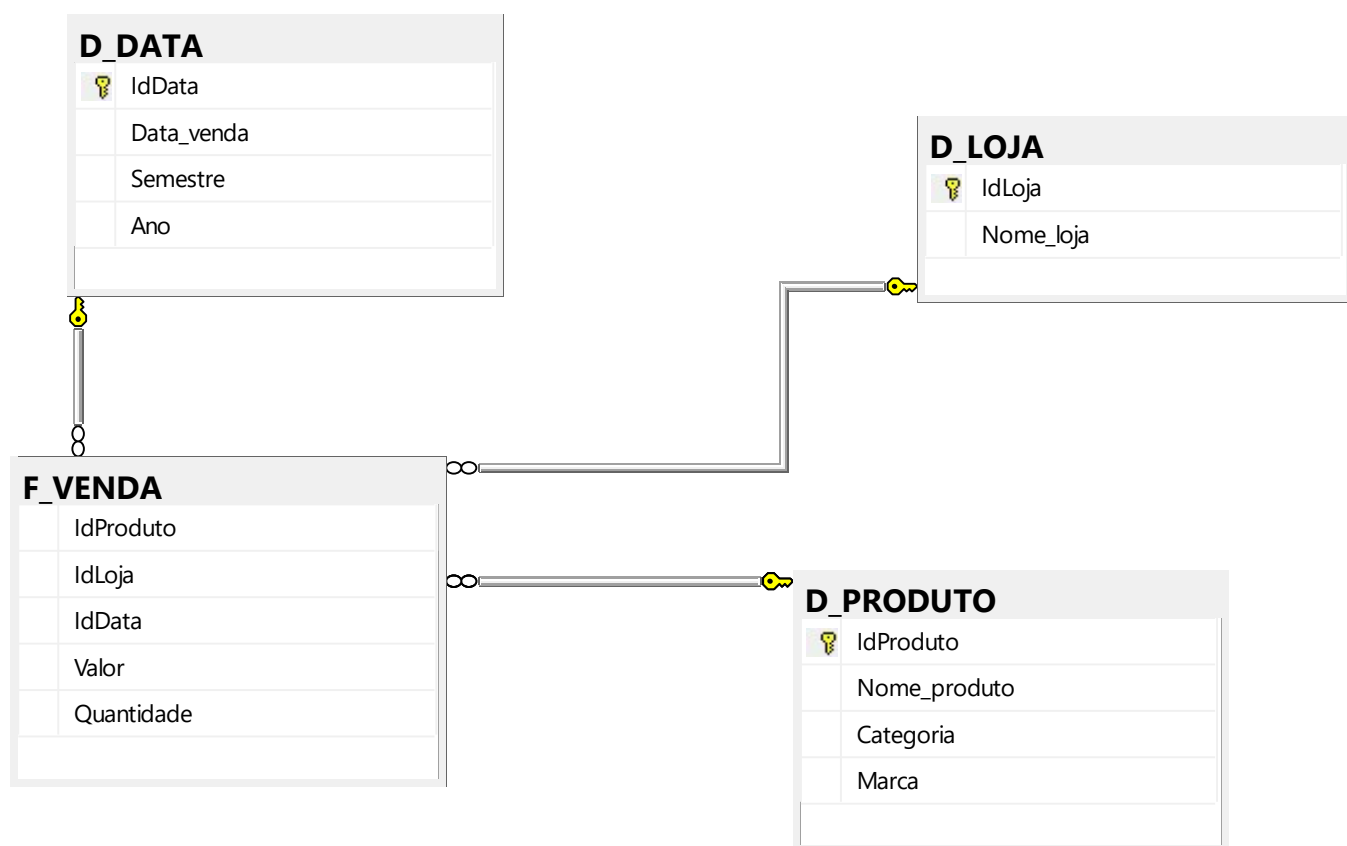 D_DATA
IdData
Data_venda
Semestre
Ano
D_LOJA
IdLoja
Nome_loja
F_VENDA
IdProduto
IdLoja
IdData
Valor
Quantidade
D_PRODUTO
IdProduto
Nome_produto
Categoria
Marca